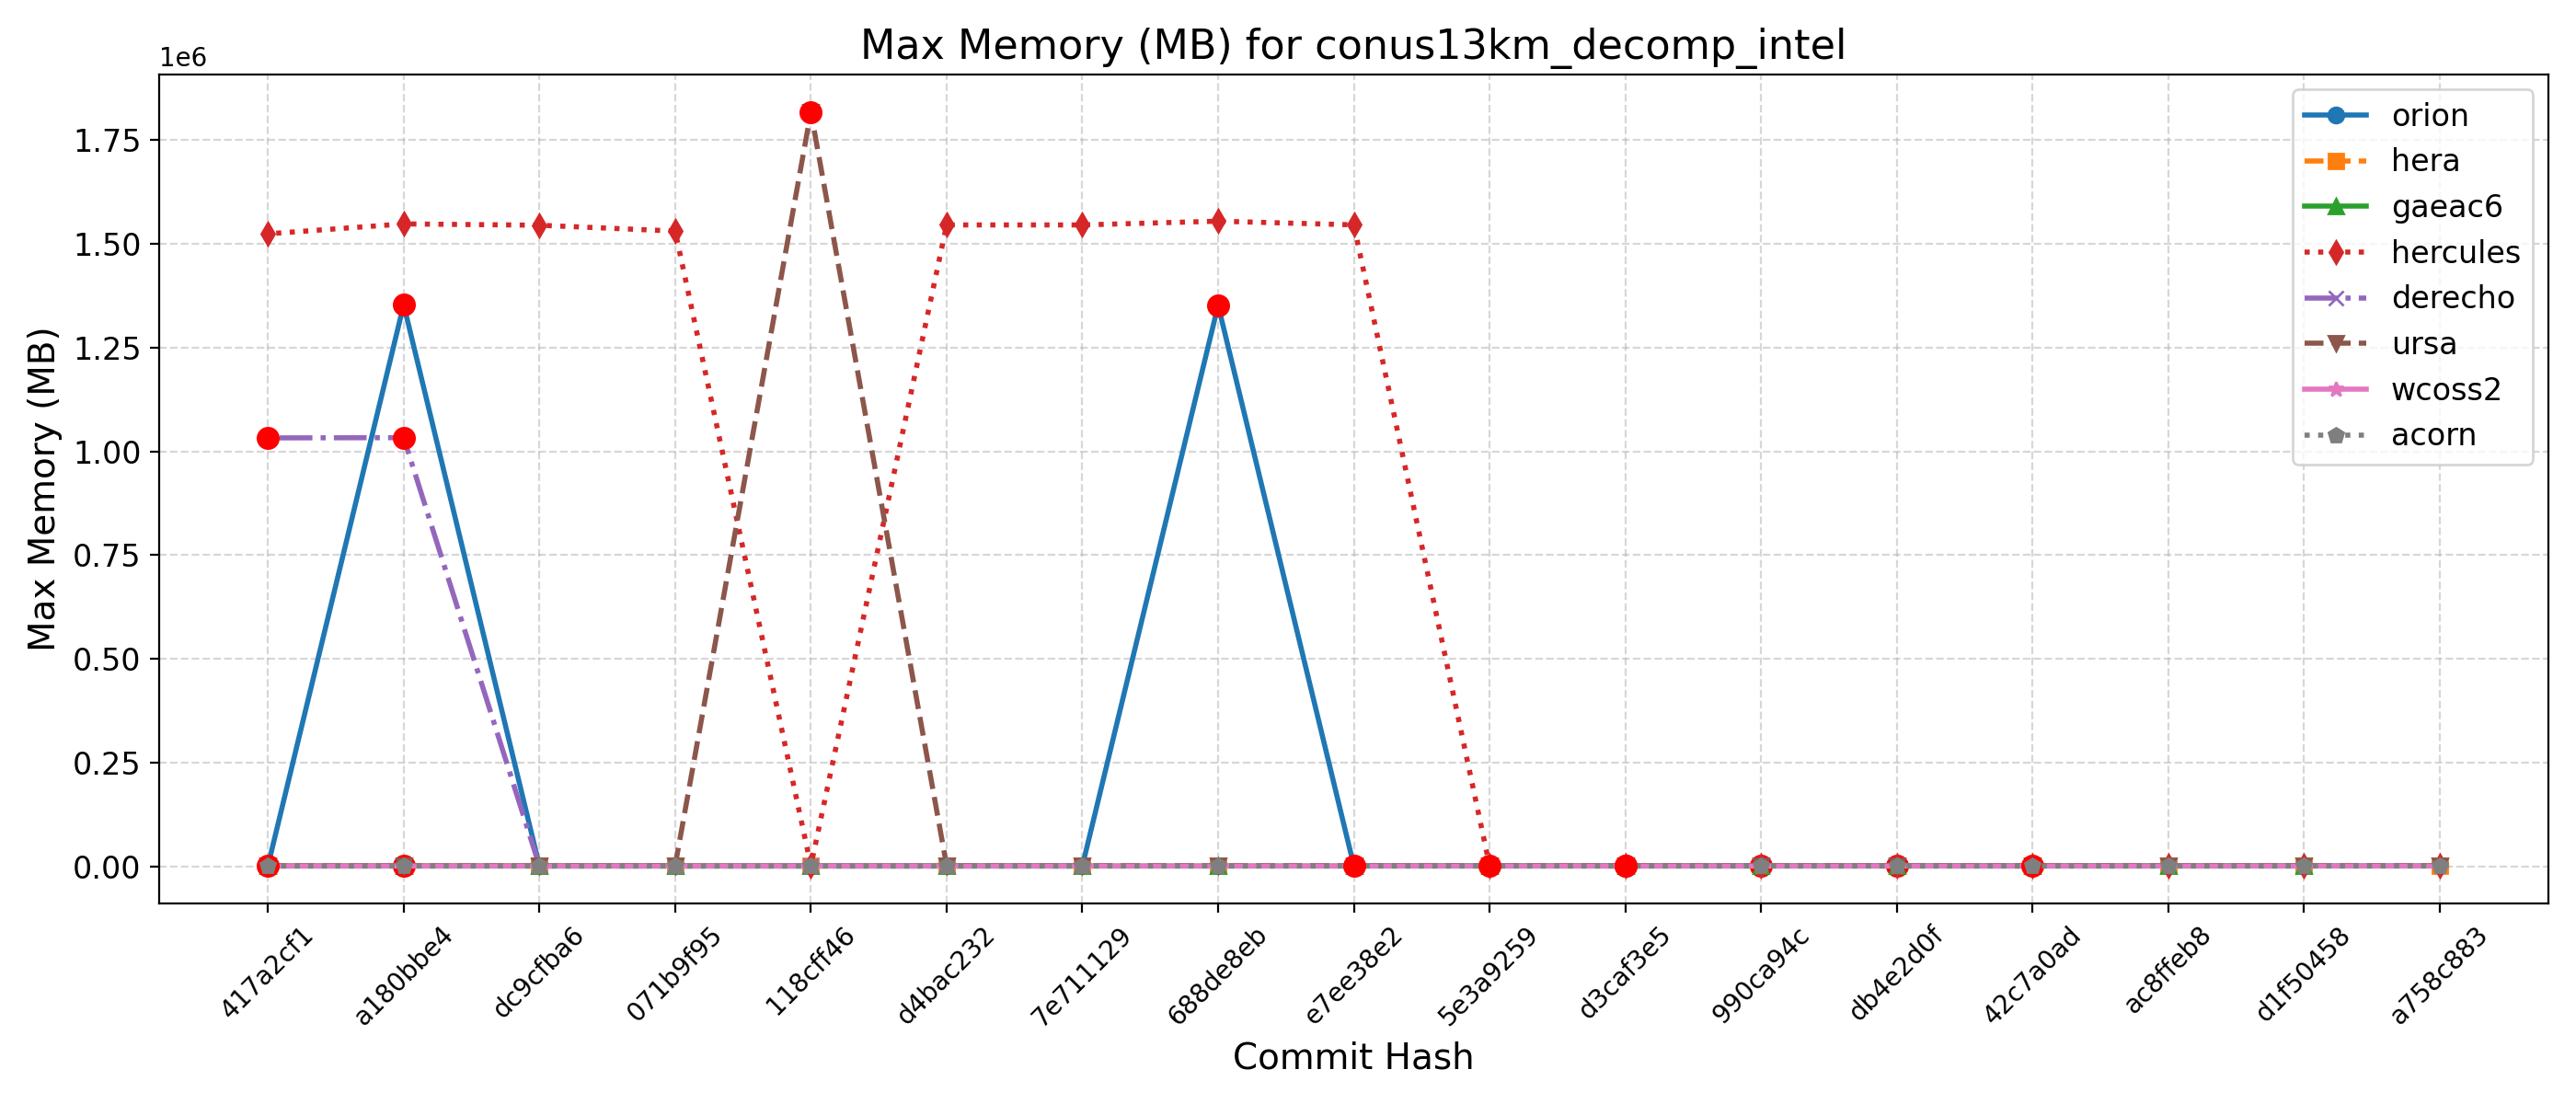 Max Memory (MB) for conus13km_decomp_intel
1e6
1.75
1.50
1.25
1.00
0.75
0.50
0.25
0.00
Max Memory (MB)
orion
hera
gaeac6
hercules
derecho
ursa
wcoss2
acorn
417a2cf1
a180bbe4
dc9cfba6
071b9f95
118cff46
d4bac232
7e711129
688de8eb
e7ee38e2
5e3a9259
d3caf3e5
990ca94c
db4e2d0f
42c7a0ad
ac8ffeb8
d1f50458
a758c883
Commit Hash